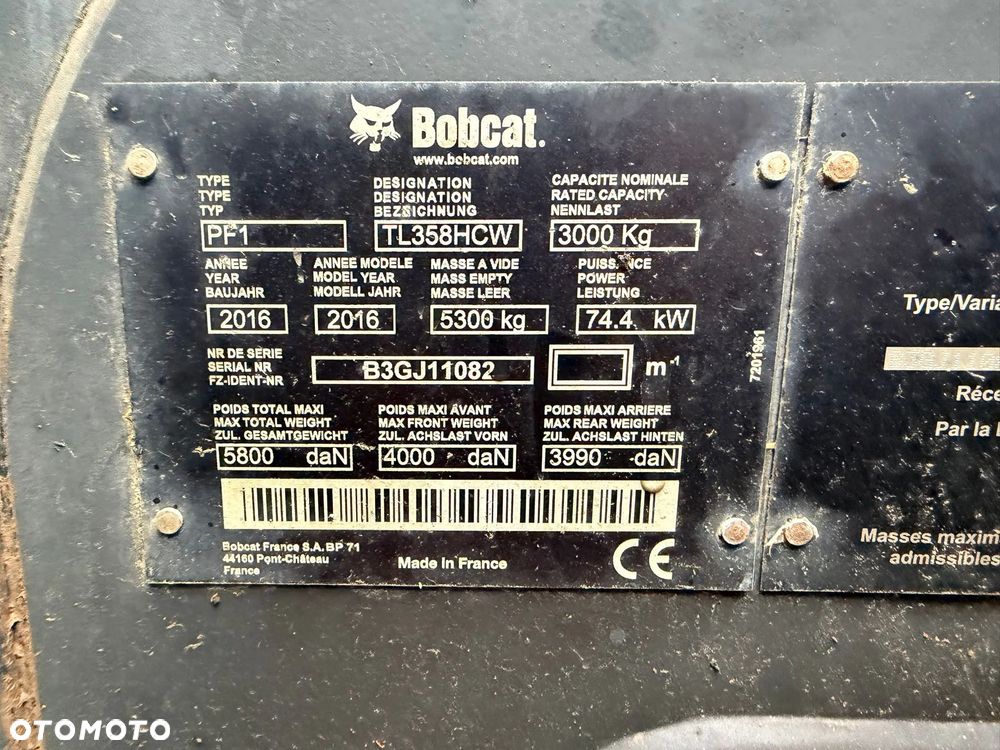 Bobcat.
www.bobcat.com
TYPE
TYPE
TYP
PF1
DESIGNATION
DESIGNATION
BEZEICHNUNG
TL358HCW
CAPACITE NOMINALE
RATED CAPACITY
NENNLAST
3000 Kg
ANNEE
YEAR
BAUJAHR
2016
ANNEE MODELE
MODEL YEAR
MODELL JAHR
2016
MASSE A VIDE
MASS EMPTY
MASSE LEER
5300 kg
PUISSANCE
POWER
LEISTUNG
74.4 kW
NR DE SERIE
SERIAL NR
FZ-IDENT-NR
B3GJ11082
m-1
7201961
POIDS TOTAL MAXI
MAX TOTAL WEIGHT
ZUL. GESAMTGEWICHT
5800 daN
POIDS MAXI AVANT
MAX FRONT WEIGHT
ZUL. ACHSLAST VORN
4000 daN
POIDS MAXI ARRIERE
MAX REAR WEIGHT
ZUL. ACHSLAST HINTEN
3990 daN
Bobcat France S.A. BP 71
44160 Pont-Château
France
Made in France
CE
Type/Varia
Réce
Par la
Masses maxim
admissibles
OTOMOTO